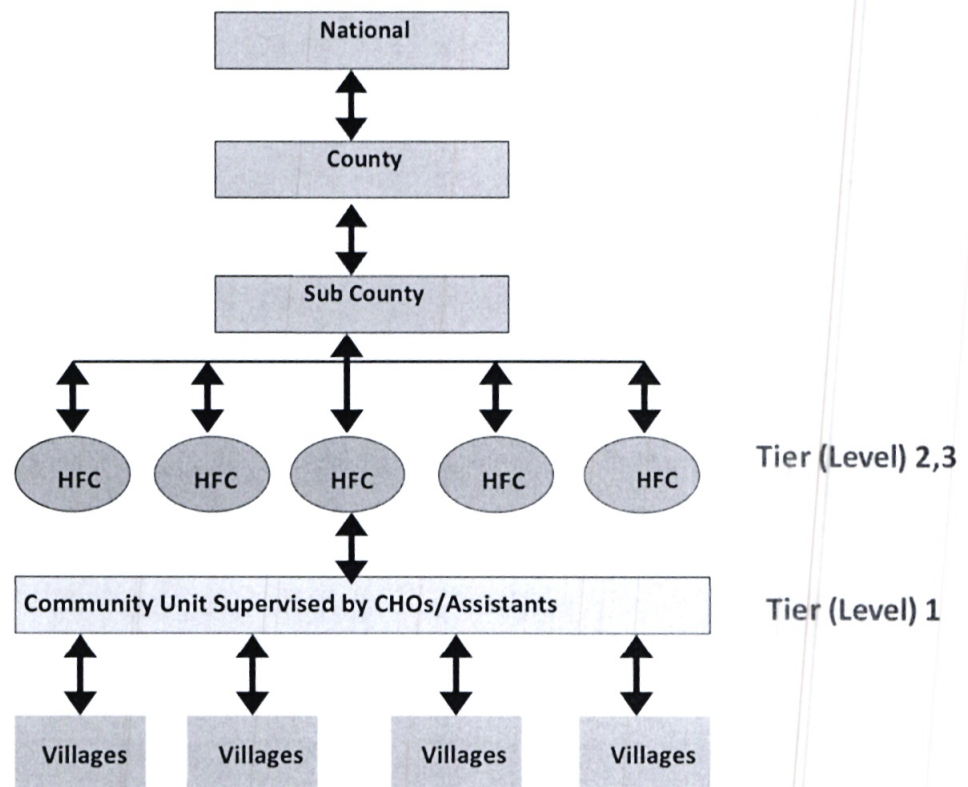 National
County
Sub County
HFC HFC HFC HFC HFC
Tier (Level) 2,3
Community Unit Supervised by CHOs/Assistants
Tier (Level) 1
Villages Villages Villages Villages